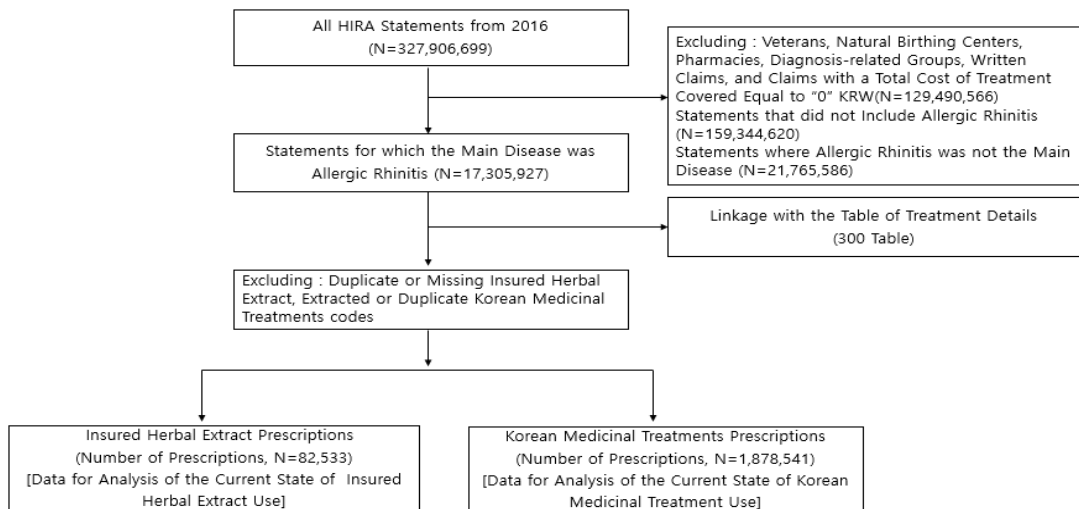 All HIRA Statements from 2016
(N=327,906,699)
Excluding : Veterans, Natural Birthing Centers,
Pharmacies, Diagnosis-related Groups, Written
Claims, and Claims with a Total Cost of Treatment
Covered Equal to “0” KRW(N=129,490,566)
Statements that did not Include Allergic Rhinitis
(N=159,344,620)
Statements where Allergic Rhinitis was not the Main
Disease (N=21,765,586)
Statements for which the Main Disease was
Allergic Rhinitis (N=17,305,927)
Linkage with the Table of Treatment Details
(300 Table)
Excluding : Duplicate or Missing Insured Herbal
Extract, Extracted or Duplicate Korean Medicinal
Treatments codes
Insured Herbal Extract Prescriptions
(Number of Prescriptions, N=82,533)
[Data for Analysis of the Current State of Insured
Herbal Extract Use]
Korean Medicinal Treatments Prescriptions
(Number of Prescriptions, N=1,878,541)
[Data for Analysis of the Current State of Korean
Medicinal Treatment Use]